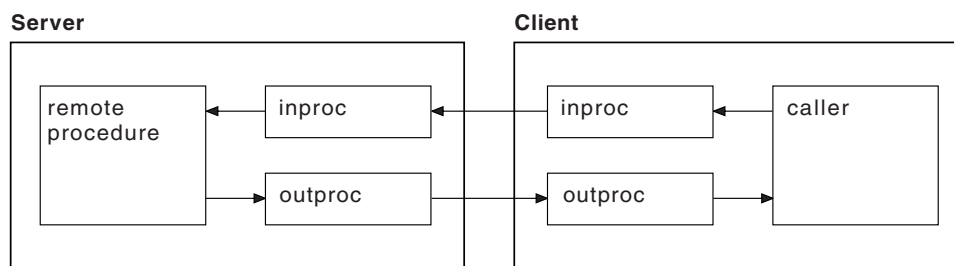 Server
Client
remote
procedure
inproc
inproc
caller
outproc
outproc